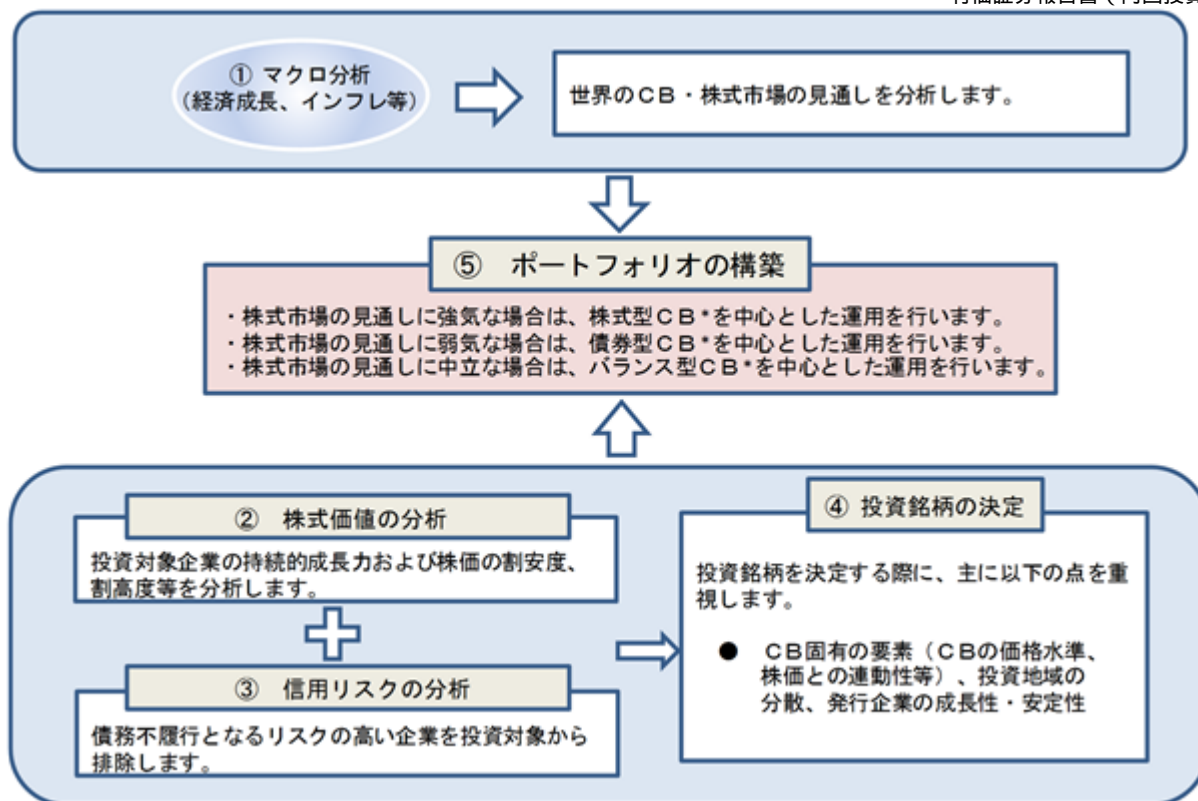 ① マクロ分析
（経済成長、インフレ等）
世界のＣＢ・株式市場の見通しを分析します。
⑤　ポートフォリオの構築
・株式市場の見通しに強気な場合は、株式型ＣＢ*を中心とした運用を行います。
・株式市場の見通しに弱気な場合は、債券型ＣＢ*を中心とした運用を行います。
・株式市場の見通しに中立な場合は、バランス型ＣＢ*を中心とした運用を行います。
②　株式価値の分析
投資対象企業の持続的成長力および株価の割安度、
割高度等を分析します。
③　信用リスクの分析
債務不履行となるリスクの高い企業を投資対象から
排除します。
④ 投資銘柄の決定
投資銘柄を決定する際に、主に以下の点を重
視します。
●　ＣＢ固有の要素（ＣＢの価格水準、
株価との連動性等）、投資地域の
分散、発行企業の成長性・安定性